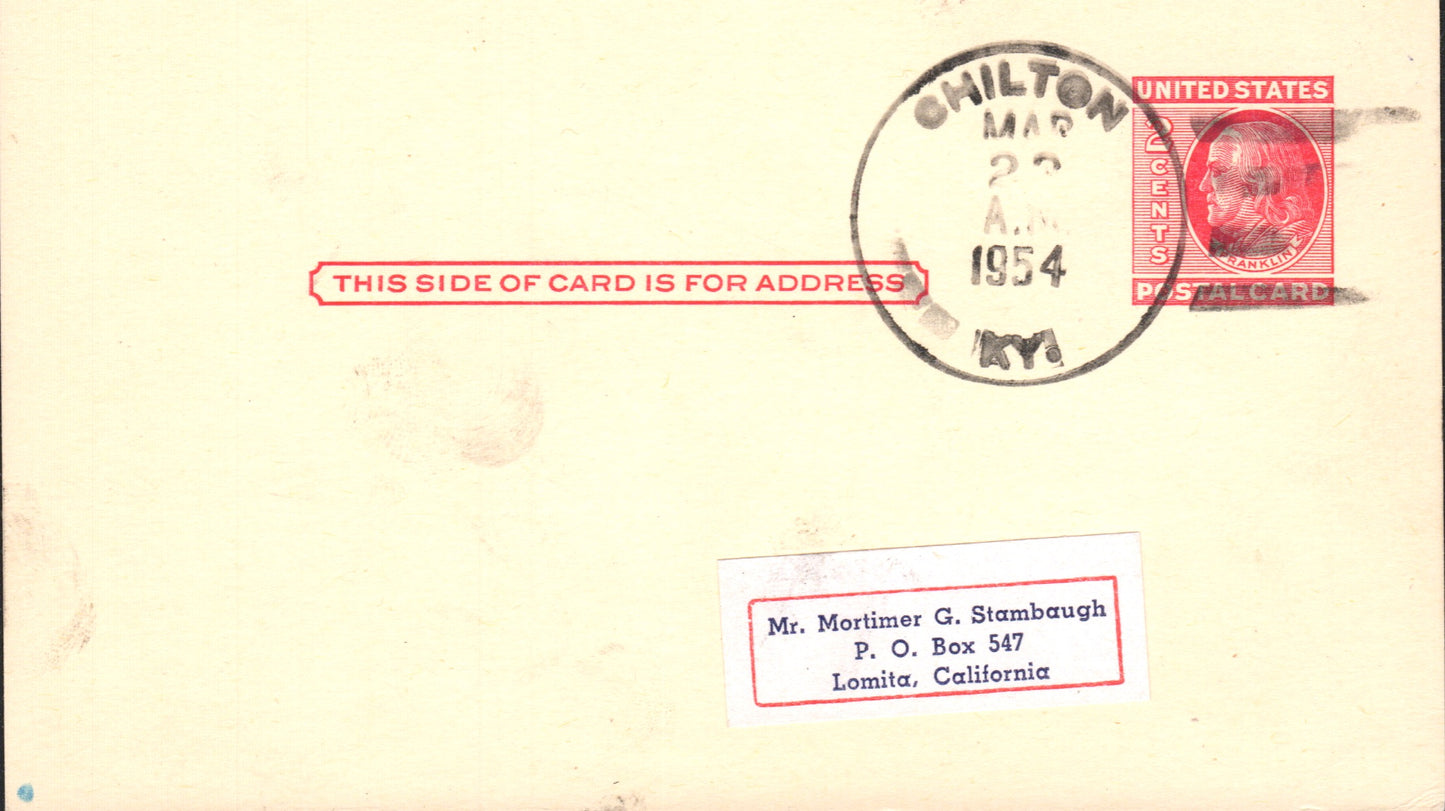 CHILTON
MAR
A.M.
1954
KY.
UNITED STATES
2 CENTS
FRANKLIN
POSTAL CARD
THIS SIDE OF CARD IS FOR ADDRESS
Mr. Mortimer G. Stambaugh
P. O. Box 547
Lomita, California